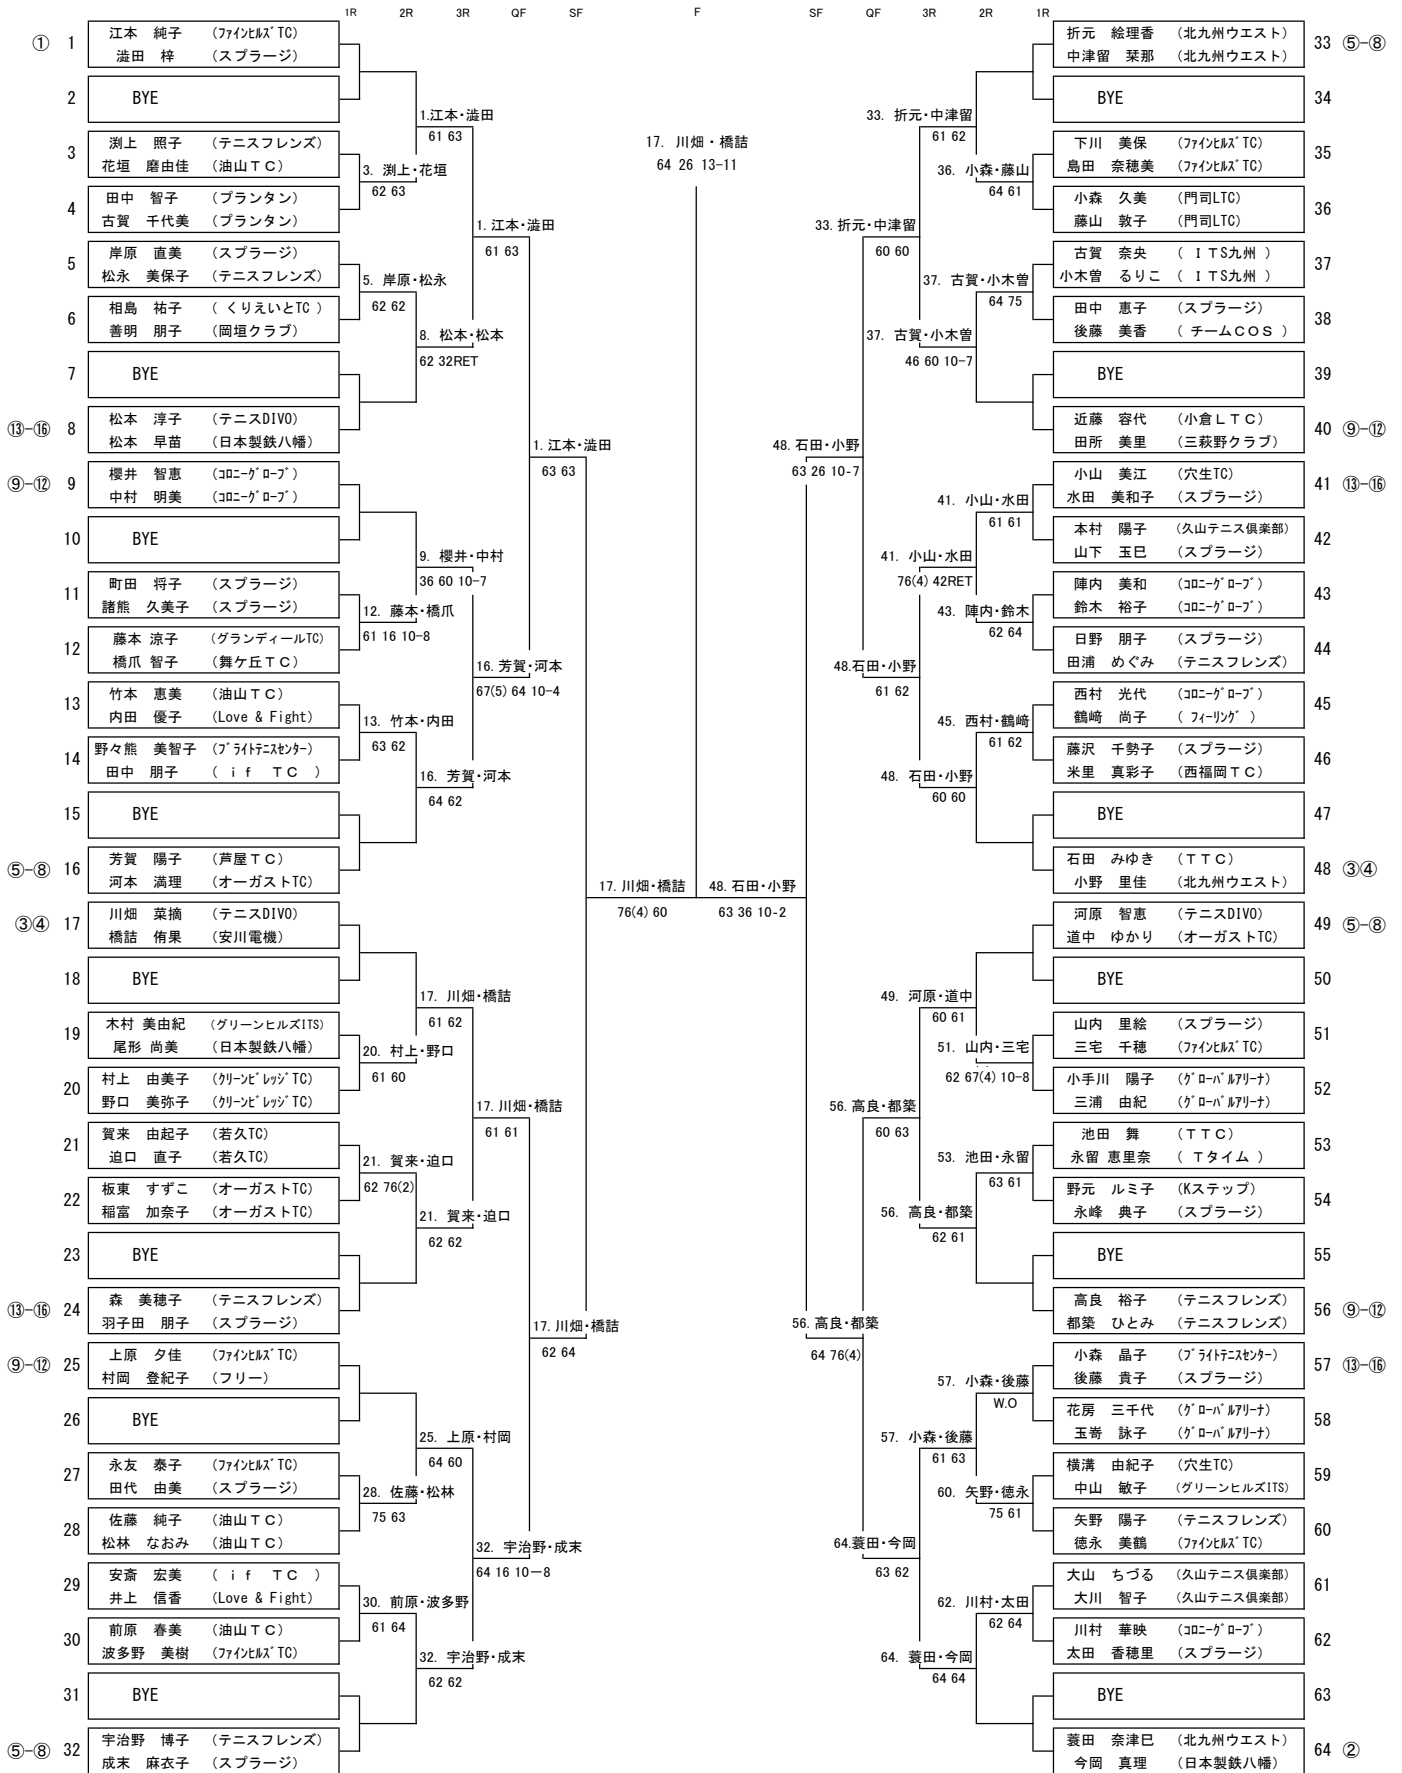 1R 2R 3R QF SF F SF QF 3R 2R 1R
① 1 江本 純子 (ﾌｧｲﾝﾋﾙｽﾞTC)
澁田 梓 (スプラージ)
2 BYE
3 渕上 照子 (テニスフレンズ)
花垣 磨由佳 (油山TC)
4 田中 智子 (プランタン)
古賀 千代美 (プランタン)
5 岸原 直美 (スプラージ)
松永 美保子 (テニスフレンズ)
6 相島 祐子 ( くりえいとTC )
善明 朋子 (岡垣クラブ)
7 BYE
⑬-⑯ 8 松本 淳子 (テニスDIVO)
松本 早苗 (日本製鉄八幡)
⑨-⑫ 9 櫻井 智恵 (ｺﾛﾆｰｸﾞﾛｰﾌﾞ)
中村 明美 (ｺﾛﾆｰｸﾞﾛｰﾌﾞ)
10 BYE
11 町田 将子 (スプラージ)
諸熊 久美子 (スプラージ)
12 藤本 涼子 (グランディールTC)
橋爪 智子 (舞ケ丘TC)
13 竹本 恵美 (油山TC)
内田 優子 (Love & Fight)
14 野々熊 美智子 (ﾌﾞﾗｲﾄﾃﾆｽｾﾝﾀｰ)
田中 朋子 ( if TC )
15 BYE
⑤-⑧ 16 芳賀 陽子 (芦屋TC)
河本 満理 (オーガストTC)
③④ 17 川畑 菜摘 (テニスDIVO)
橋詰 侑果 (安川電機)
18 BYE
19 木村 美由紀 (グリーンヒルズITS)
尾形 尚美 (日本製鉄八幡)
20 村上 由美子 (ｸﾘｰﾝﾋﾞﾚｯｼﾞTC)
野口 美弥子 (ｸﾘｰﾝﾋﾞﾚｯｼﾞTC)
21 賀来 由起子 (若久TC)
迫口 直子 (若久TC)
22 板東 すずこ (オーガストTC)
稲富 加奈子 (オーガストTC)
23 BYE
⑬-⑯ 24 森 美穂子 (テニスフレンズ)
羽子田 朋子 (スプラージ)
⑨-⑫ 25 上原 夕佳 (ﾌｧｲﾝﾋﾙｽﾞTC)
村岡 登紀子 (フリー)
26 BYE
27 永友 泰子 (ﾌｧｲﾝﾋﾙｽﾞTC)
田代 由美 (スプラージ)
28 佐藤 純子 (油山TC)
松林 なおみ (油山TC)
29 安斎 宏美 ( if TC )
井上 信香 (Love & Fight)
30 前原 春美 (油山TC)
波多野 美樹 (ﾌｧｲﾝﾋﾙｽﾞTC)
31 BYE
⑤-⑧ 32 宇治野 博子 (テニスフレンズ)
成末 麻衣子 (スプラージ)
3. 渕上・花垣
62 63
5. 岸原・松永
62 62
12. 藤本・橋爪
61 16 10-8
13. 竹本・内田
63 62
20. 村上・野口
61 60
21. 賀来・迫口
62 76(2)
28. 佐藤・松林
75 63
30. 前原・波多野
61 64
1.江本・澁田
61 63
8. 松本・松本
62 32RET
9. 櫻井・中村
36 60 10-7
16. 芳賀・河本
64 62
17. 川畑・橋詰
61 62
21. 賀来・迫口
62 62
25. 上原・村岡
64 60
32. 宇治野・成末
62 62
1. 江本・澁田
61 63
16. 芳賀・河本
67(5) 64 10-4
17. 川畑・橋詰
61 61
32. 宇治野・成末
64 16 10-8
1. 江本・澁田
63 63
17. 川畑・橋詰
62 64
17. 川畑・橋詰
76(4) 60
17. 川畑・橋詰
64 26 13-11
48. 石田・小野
63 36 10-2
48. 石田・小野
63 26 10-7
56. 高良・都築
64 76(4)
33. 折元・中津留
60 60
48.石田・小野
61 62
56. 高良・都築
60 63
64.蓑田・今岡
63 62
33. 折元・中津留
61 62
37. 古賀・小木曽
46 60 10-7
41. 小山・水田
76(4) 42RET
48. 石田・小野
60 60
49. 河原・道中
60 61
56. 高良・都築
62 61
57. 小森・後藤
61 63
64. 蓑田・今岡
64 64
36. 小森・藤山
64 61
37. 古賀・小木曽
64 75
41. 小山・水田
61 61
43. 陣内・鈴木
62 64
45. 西村・鶴﨑
61 62
51. 山内・三宅
62 67(4) 10-8
53. 池田・永留
63 61
57. 小森・後藤
W.O
60. 矢野・徳永
75 61
62. 川村・太田
62 64
折元 絵理香 (北九州ウエスト) 33 ⑤-⑧
中津留 栞那 (北九州ウエスト)
BYE 34
下川 美保 (ﾌｧｲﾝﾋﾙｽﾞTC) 35
島田 奈穂美 (ﾌｧｲﾝﾋﾙｽﾞTC)
小森 久美 (門司LTC) 36
藤山 敦子 (門司LTC)
古賀 奈央 ( ITS九州 ) 37
小木曽 るりこ ( ITS九州 )
田中 恵子 (スプラージ) 38
後藤 美香 ( チームCOS )
BYE 39
近藤 容代 (小倉LTC) 40 ⑨-⑫
田所 美里 (三萩野クラブ)
小山 美江 (穴生TC) 41 ⑬-⑯
水田 美和子 (スプラージ)
本村 陽子 (久山テニス倶楽部) 42
山下 玉巳 (スプラージ)
陣内 美和 (ｺﾛﾆｰｸﾞﾛｰﾌﾞ) 43
鈴木 裕子 (ｺﾛﾆｰｸﾞﾛｰﾌﾞ)
日野 朋子 (スプラージ) 44
田浦 めぐみ (テニスフレンズ)
西村 光代 (ｺﾛﾆｰｸﾞﾛｰﾌﾞ) 45
鶴﨑 尚子 ( ﾌｨｰﾘﾝｸﾞ )
藤沢 千勢子 (スプラージ) 46
米里 真彩子 (西福岡TC)
BYE 47
石田 みゆき (TTC) 48 ③④
小野 里佳 (北九州ウエスト)
河原 智恵 (テニスDIVO) 49 ⑤-⑧
道中 ゆかり (オーガストTC)
BYE 50
山内 里絵 (スプラージ) 51
三宅 千穂 (ﾌｧｲﾝﾋﾙｽﾞTC)
小手川 陽子 (ｸﾞﾛｰﾊﾞﾙｱﾘｰﾅ) 52
三浦 由紀 (ｸﾞﾛｰﾊﾞﾙｱﾘｰﾅ)
池田 舞 (TTC) 53
永留 恵里奈 ( Tタイム )
野元 ルミ子 (Kステップ) 54
永峰 典子 (スプラージ)
BYE 55
高良 裕子 (テニスフレンズ) 56 ⑨-⑫
都築 ひとみ (テニスフレンズ)
小森 晶子 (ﾌﾞﾗｲﾄﾃﾆｽｾﾝﾀｰ) 57 ⑬-⑯
後藤 貴子 (スプラージ)
花房 三千代 (ｸﾞﾛｰﾊﾞﾙｱﾘｰﾅ) 58
玉嵜 詠子 (ｸﾞﾛｰﾊﾞﾙｱﾘｰﾅ)
横溝 由紀子 (穴生TC) 59
中山 敏子 (グリーンヒルズITS)
矢野 陽子 (テニスフレンズ) 60
徳永 美鶴 (ﾌｧｲﾝﾋﾙｽﾞTC)
大山 ちづる (久山テニス倶楽部) 61
大川 智子 (久山テニス倶楽部)
川村 華映 (ｺﾛﾆｰｸﾞﾛｰﾌﾞ) 62
太田 香穂里 (スプラージ)
BYE 63
蓑田 奈津巳 (北九州ウエスト) 64 ②
今岡 真理 (日本製鉄八幡)